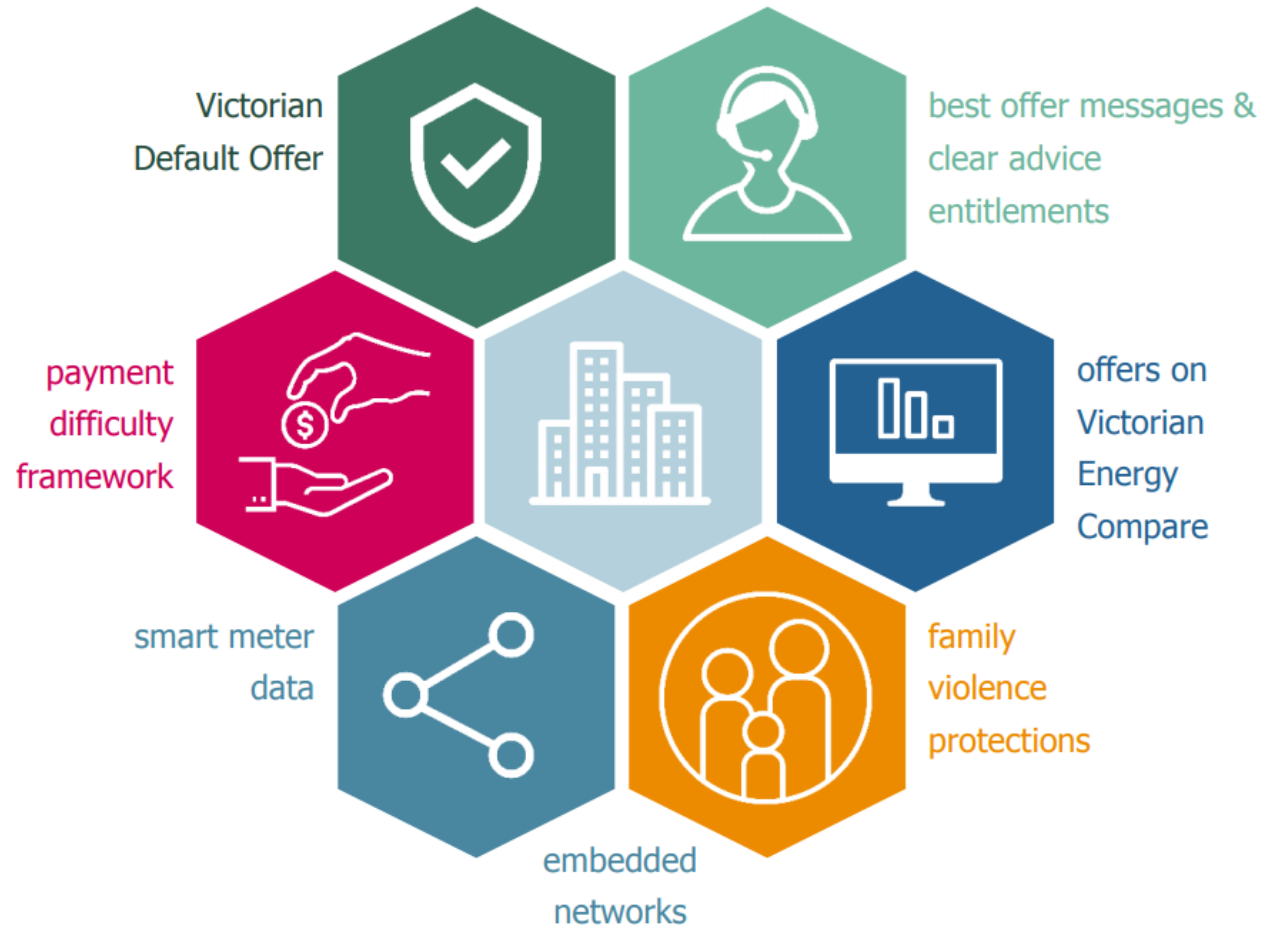 Victorian
Default Offer
best offer messages &
clear advice
entitlements
payment
difficulty
framework
$
offers on
Victorian
Energy
Compare
smart meter
data
family
violence
protections
embedded
networks